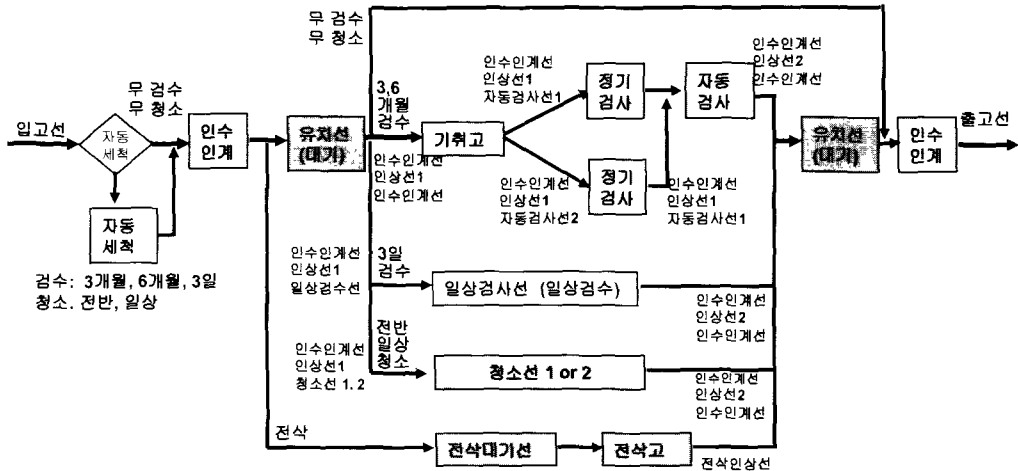 무 검수
무 청소
입고선
자동
세척
무 검수
무 청소
인수
인계
유치선
(대기)
자동
세척
검수: 3개월, 6개월, 3일
청소. 전반, 일상
3,6
개월
검수
인수인계선
인상선1
인수인계선
기취고
인수인계선
인상선1
자동검사선1
정기
검사
인수인계선
인상선1
자동검사선2
정기
검사
인수인계선
인상선1
자동검사선1
자동
검사
인수인계선
인상선2
인수인계선
유치선
(대기)
인수
인계
출고선
인수인계선
인상선1
일상검수선
3일
검수
일상검사선 (일상검수)
인수인계선
인상선2
인수인계선
전반
일상
청소
인수인계선
인상선1
청소선 1. 2
청소선 1 or 2
인수인계선
인상선2
인수인계선
전삭
전삭대기선
전삭고
전삭인상선